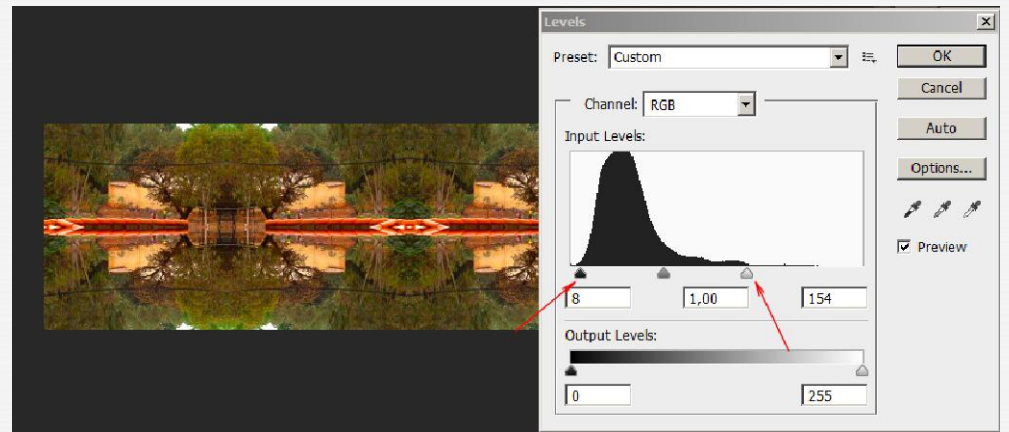 Levels
Preset: Custom
OK
Cancel
Channel: RGB
Auto
Input Levels:
Options...
Preview
8 1,00 154
Output Levels:
0 255